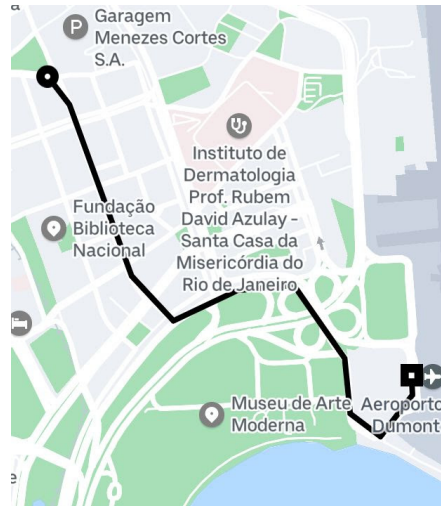 a
P
Garagem
Menezes Cortes
S.A.
Instituto de
Dermatologia
Prof. Rubem
David Azulay -
Santa Casa da
Misericórdia do
Rio de Janeiro
Fundação
Biblioteca
Nacional
Museu de Arte
Moderna
Aeroporto
Dumont
e